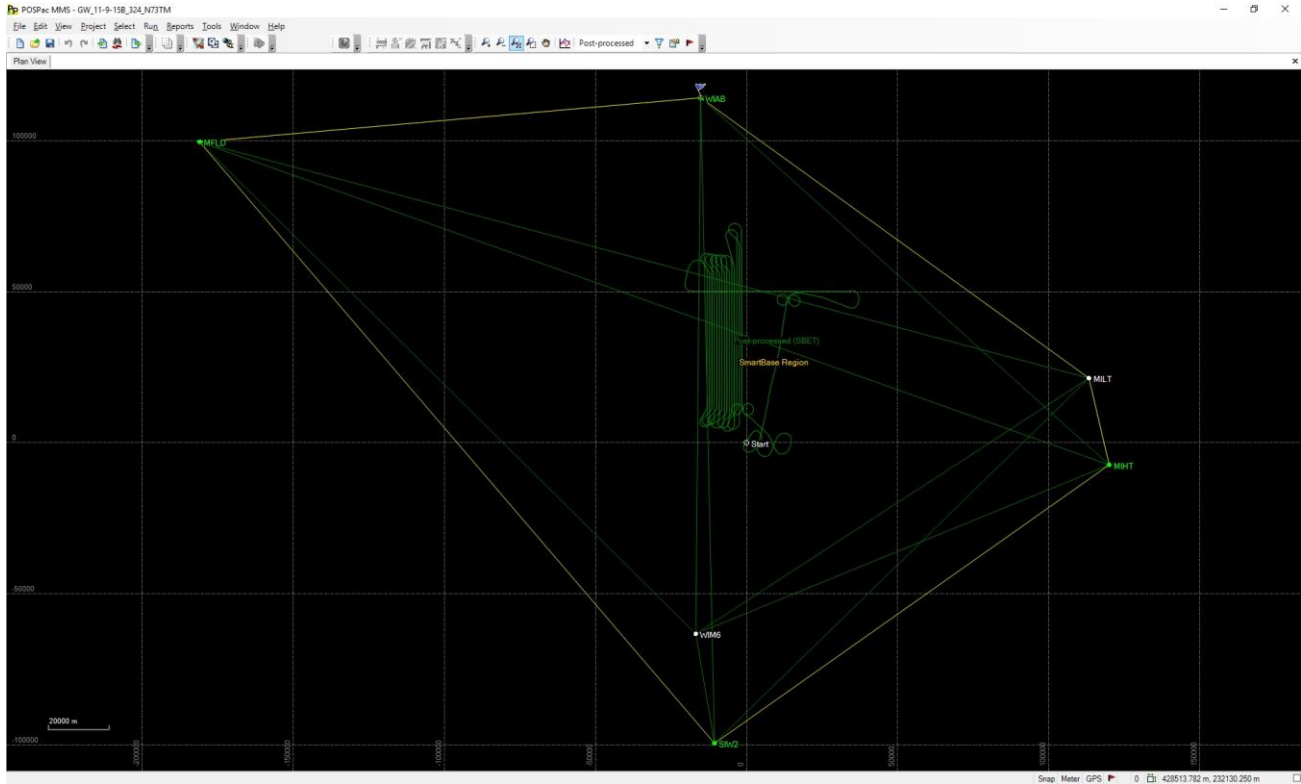 POSPac MMS - GW_11-9-15B_324_N73TM
File Edit View Project Select Run Reports Tools Window Help
Post-processed
Plan View
WIAB
100000
MFLD
50000
Post-processed (SBET)
SmartBase Region
MILT
0
Start
MIHT
-50000
WIM6
20000 m
-100000
SIW2
-200000
-150000
-100000
-50000
0
50000
100000
150000
Snap Meter GPS 0 428513.782 m, 232130.250 m